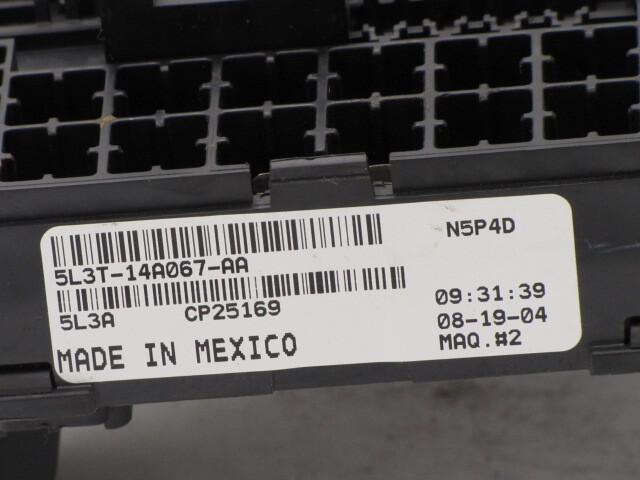 N5P4D
5L3T-14A067-AA
5L3A CP25169
09:31:39
08-19-04
MADE IN MEXICO
MAQ.#2